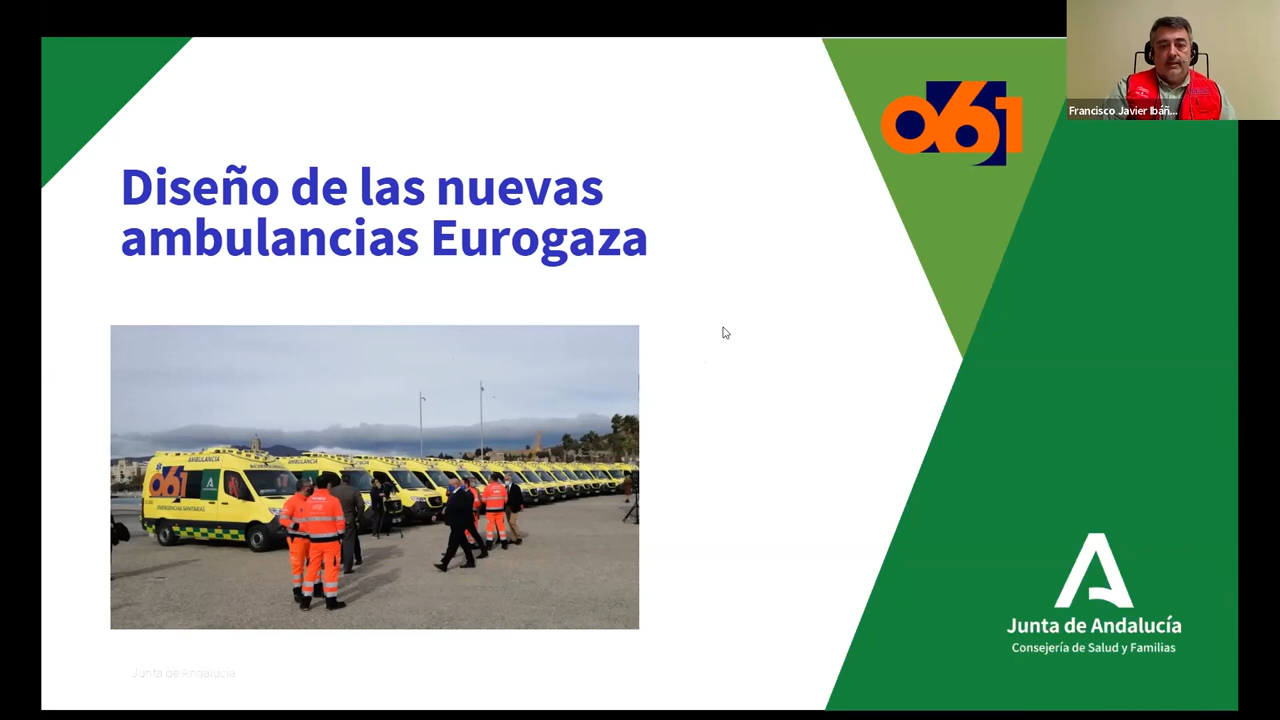 061
Francisco Javier Ibáñ...
Diseño de las nuevas
ambulancias Eurogaza
AMBULANCIA
061
EMERGENCIAS SANITARIAS
Junta de Andalucía
Consejería de Salud y Familias
Junta de Andalucía